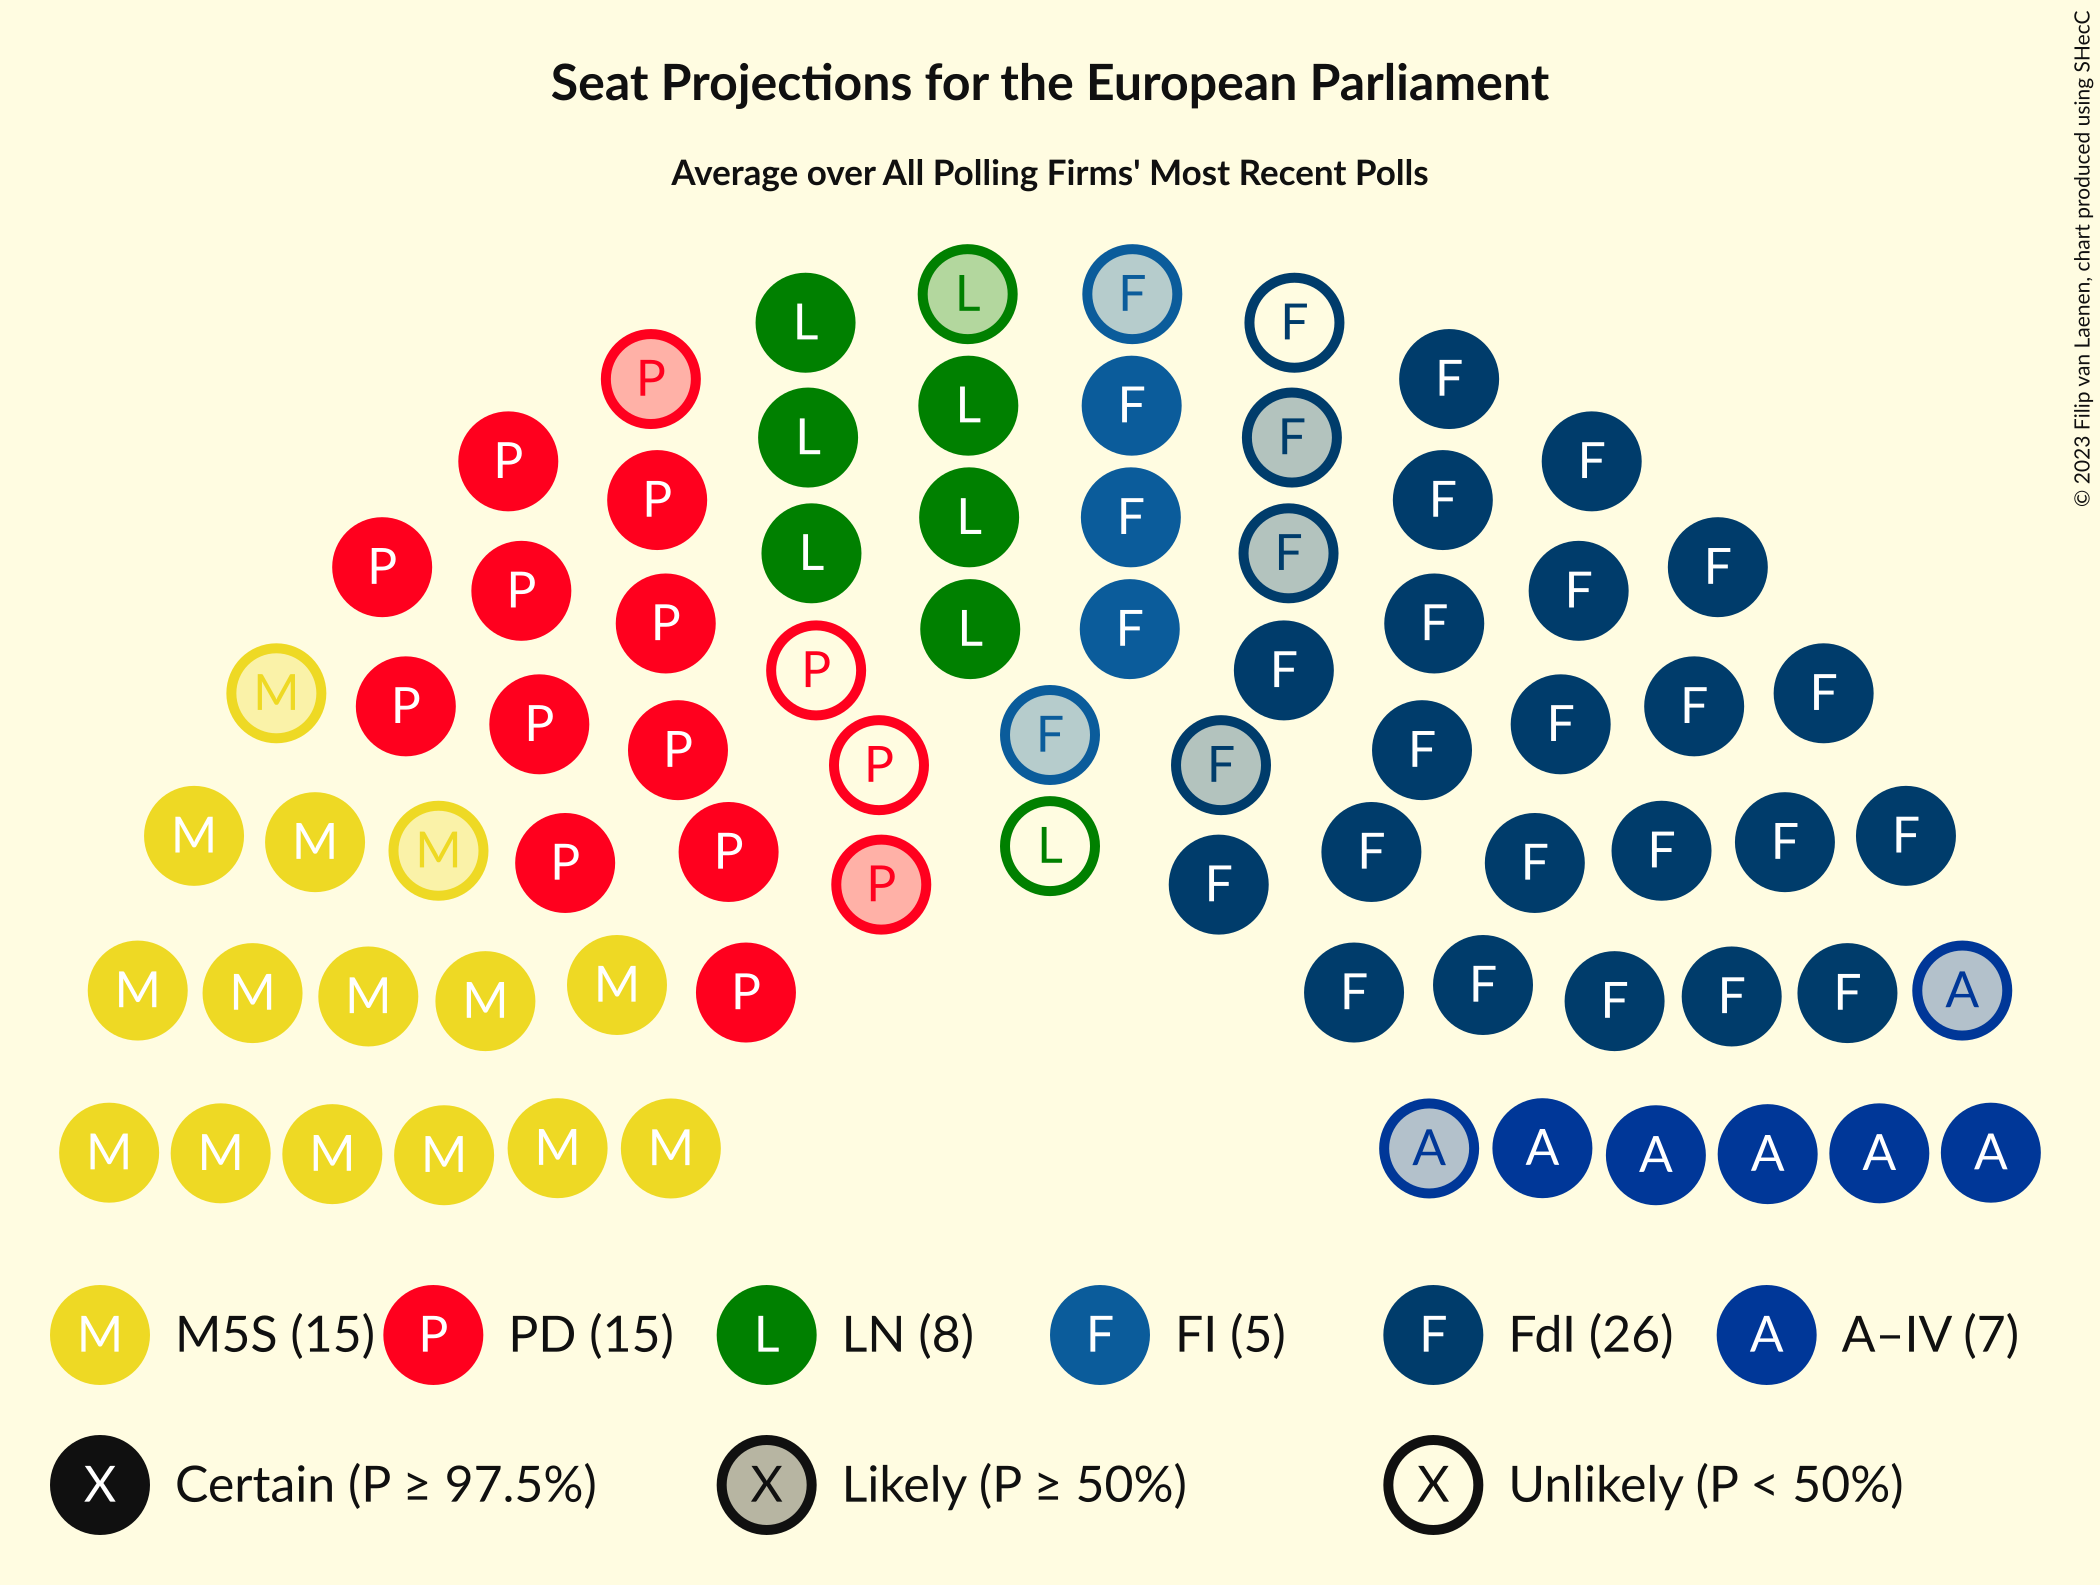 Seat Projections for the European Parliament
Average over All Polling Firms' Most Recent Polls
© 2023 Filip van Laenen, chart produced using SHecC
L F
L F
P F
L F
L F
P F
P F
L F
L F
P F
L F
P F
P F
P F
L F
P F
M F
P F
P F
P F
P F
F
M F
M F
M P L F F
P F
P F
P F
M M M M M P F F F F F A
M M M M M M A A A A A A
M M5S (15) P PD (15) L LN (8) F FI (5) F FdI (26) A A–IV (7)
X Certain (P ≥ 97.5%) X Likely (P ≥ 50%) X Unlikely (P < 50%)